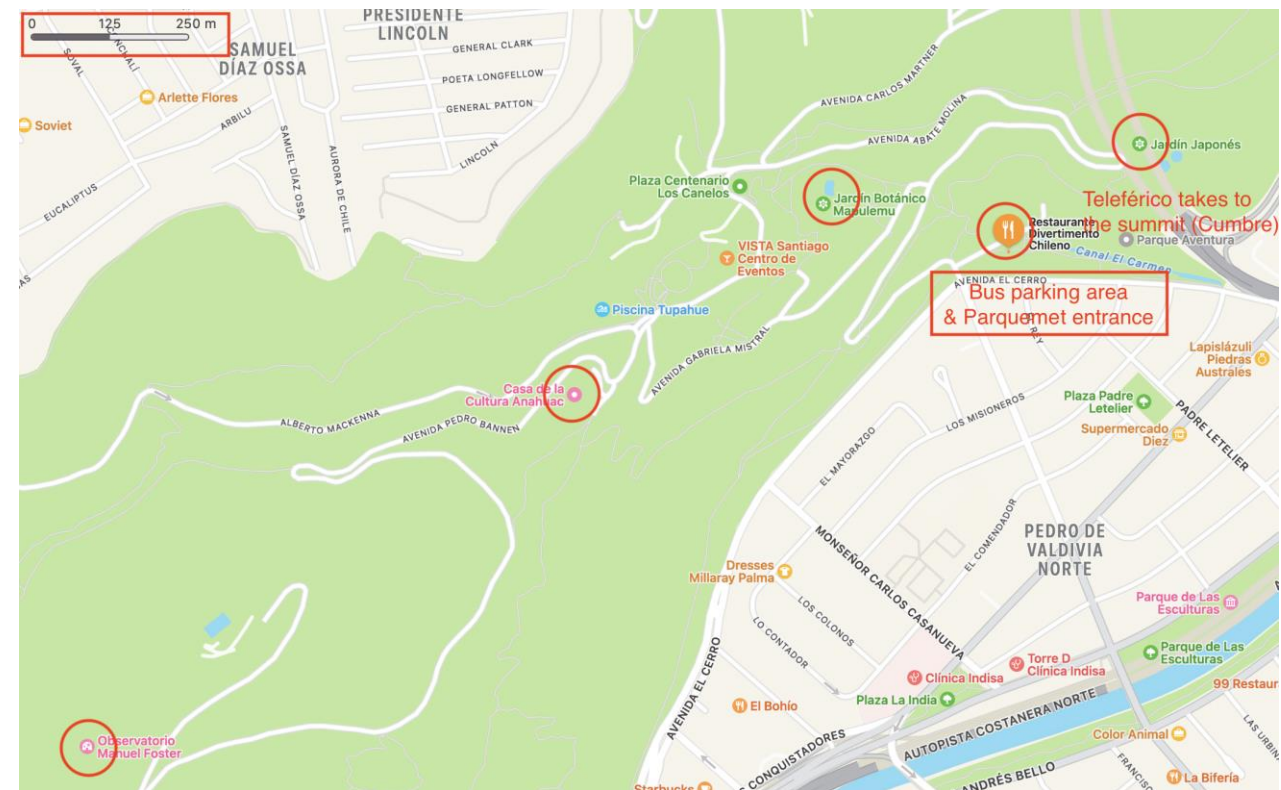 0 125 250 m
PRESIDENTE
LINCOLN
SAMUEL
DÍAZ OSSA
GENERAL CLARK
POETA LONGFELLOW
GENERAL PATTON
LINCOLN
SOVAL
CONCHALÍ
Arlette Flores
Soviet
ARBILU
SAMUEL DÍAZ OSSA
AURORA DE CHILE
EUCALIPTUS
AVENIDA CARLOS MARTNER
AVENIDA ABATE MOLINA
Jardín Japonés
Plaza Centenario
Los Canelos
Jardín Botánico
Mapulemu
Teleférico takes to
the summit (Cumbre)
Restaurante
Divertimento
Chileno
Parque Aventura
Canal El Carmen
VISTA Santiago
Centro de
Eventos
AVENIDA EL CERRO
Bus parking area
& Parquemet entrance
Piscina Tupahue
AVENIDA GABRIELA MISTRAL
Lapislázuli
Piedras
Australes
Casa de la
Cultura Anahuac
ALBERTO MACKENNA
AVENIDA PEDRO BANNEN
LOS MISIONEROS
Plaza Padre
Letelier
PADRE LETELIER
Supermercado
Diez
EL MAYORAZGO
EL COMENDADOR
MONSEÑOR CARLOS CASANUEVA
PEDRO DE
VALDIVIA
NORTE
Dresses
Millaray Palma
LOS COLONOS
LO CONTADOR
Parque de Las
Esculturas
Parque de Las
Esculturas
Torre D
Clínica Indisa
Clínica Indisa
Plaza La India
99 Restaur
El Bohío
AVENIDA EL CERRO
AUTOPISTA COSTANERA NORTE
Color Animal
LAS URBINA
Observatorio
Manuel Foster
CONQUISTADORES
ANDRÉS BELLO
FRANCISC
La Bifería
Starbucks